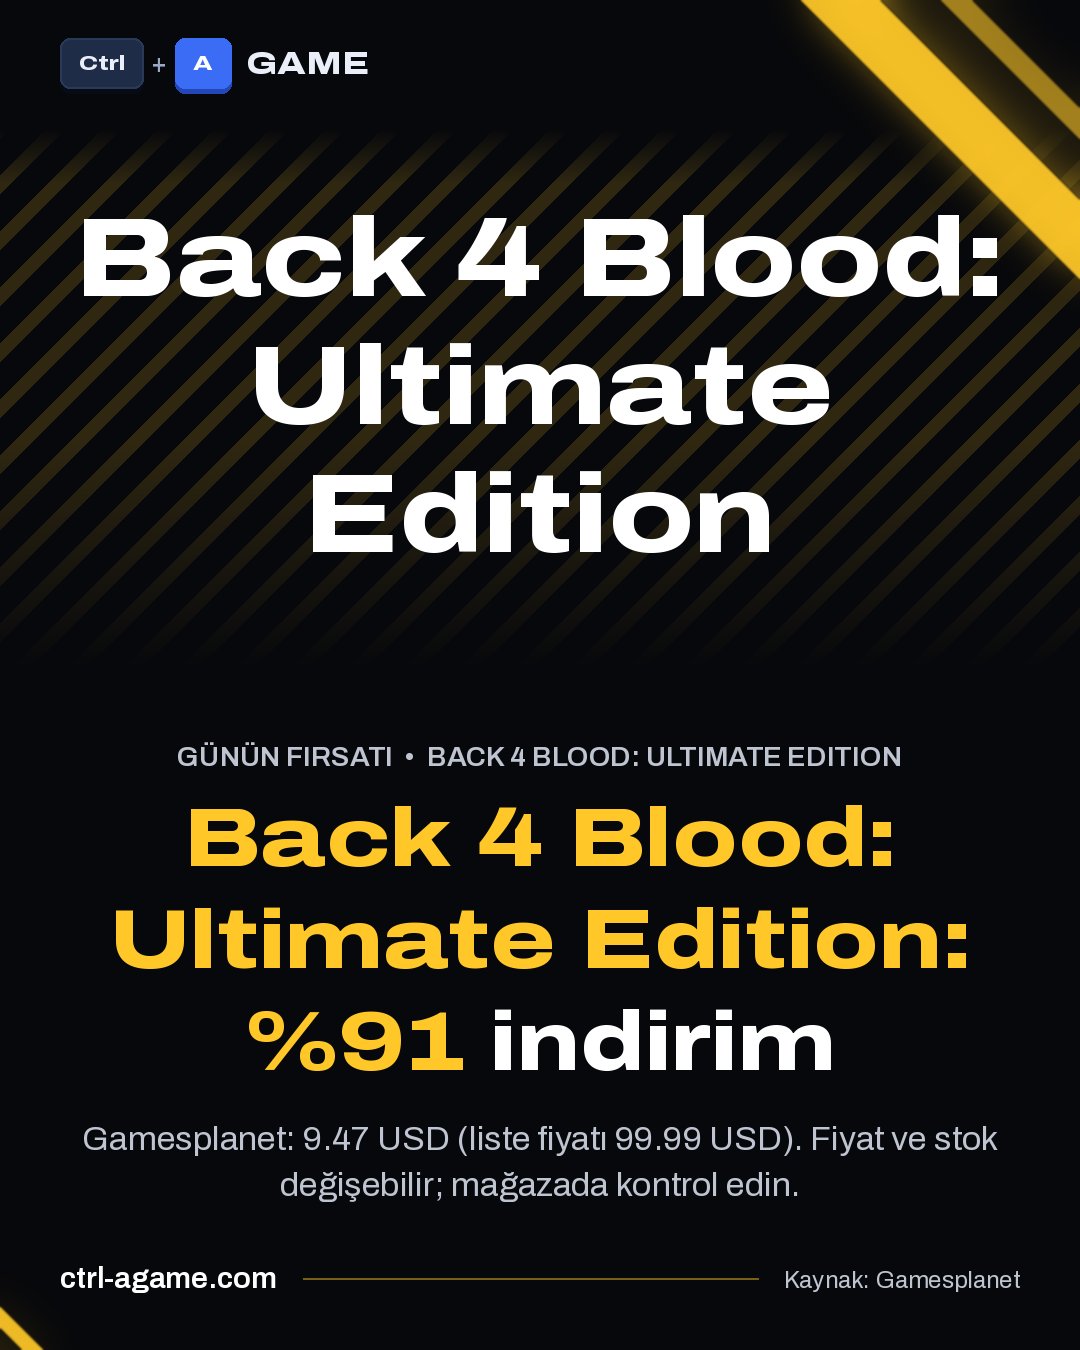 Ctrl + A GAME
Back 4 Blood:
Ultimate
Edition
GÜNÜN FIRSATI • BACK 4 BLOOD: ULTIMATE EDITION
Back 4 Blood:
Ultimate Edition:
%91 indirim
Gamesplanet: 9.47 USD (liste fiyatı 99.99 USD). Fiyat ve stok
değişebilir; mağazada kontrol edin.
ctrl-agame.com
Kaynak: Gamesplanet